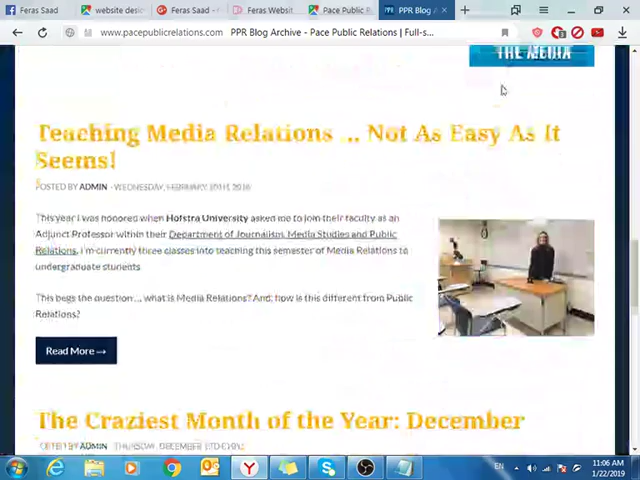 Feras Saad
website desi
Feras Saad -
Feras Websit
Pace Public R
PPR Blog A
www.pacepublicrelations.com PPR Blog Archive - Pace Public Relations | Full-s...
THE MEDIA
Teaching Media Relations ... Not As Easy As It
Seems!
POSTED BY ADMIN - WEDNESDAY, FEBRUARY 10TH, 2016
This year I was honored when Hofstra University asked me to join their faculty as an
Adjunct Professor within their Department of Journalism, Media Studies and Public
Relations. I'm currently three classes into teaching this semester of Media Relations to
undergraduate students
This begs the question ... what is Media Relations? And, how is this different from Public
Relations?
Read More →
The Craziest Month of the Year: December
POSTED BY ADMIN THURSDAY, DECEMBER
EN
11:06 AM
1/22/2019